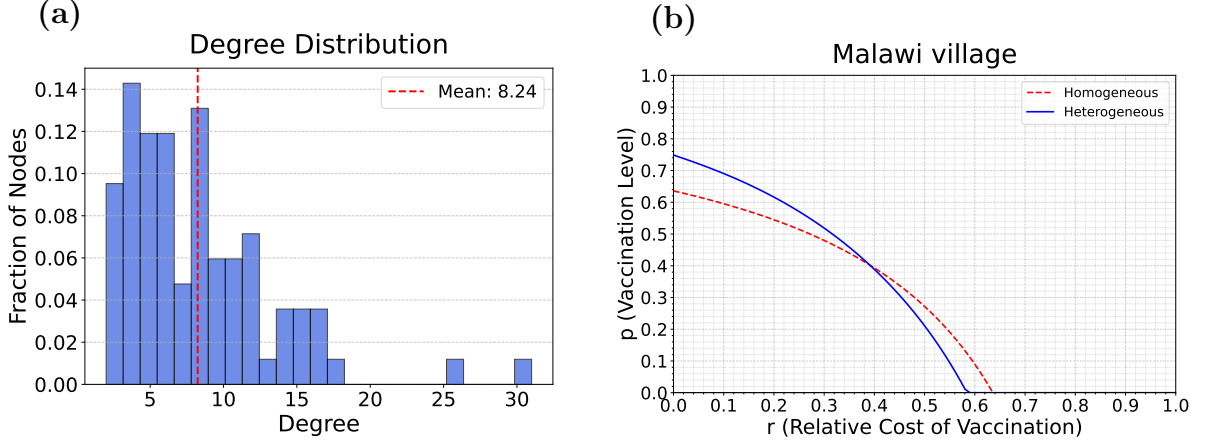 (a)
Degree Distribution
Mean: 8.24
Fraction of Nodes
0.14
0.12
0.10
0.08
0.06
0.04
0.02
0.00
5 10 15 20 25 30
Degree
(b)
Malawi village
Homogeneous
Heterogeneous
p (Vaccination Level)
1.0
0.9
0.8
0.7
0.6
0.5
0.4
0.3
0.2
0.1
0.0
0.0 0.1 0.2 0.3 0.4 0.5 0.6 0.7 0.8 0.9 1.0
r (Relative Cost of Vaccination)